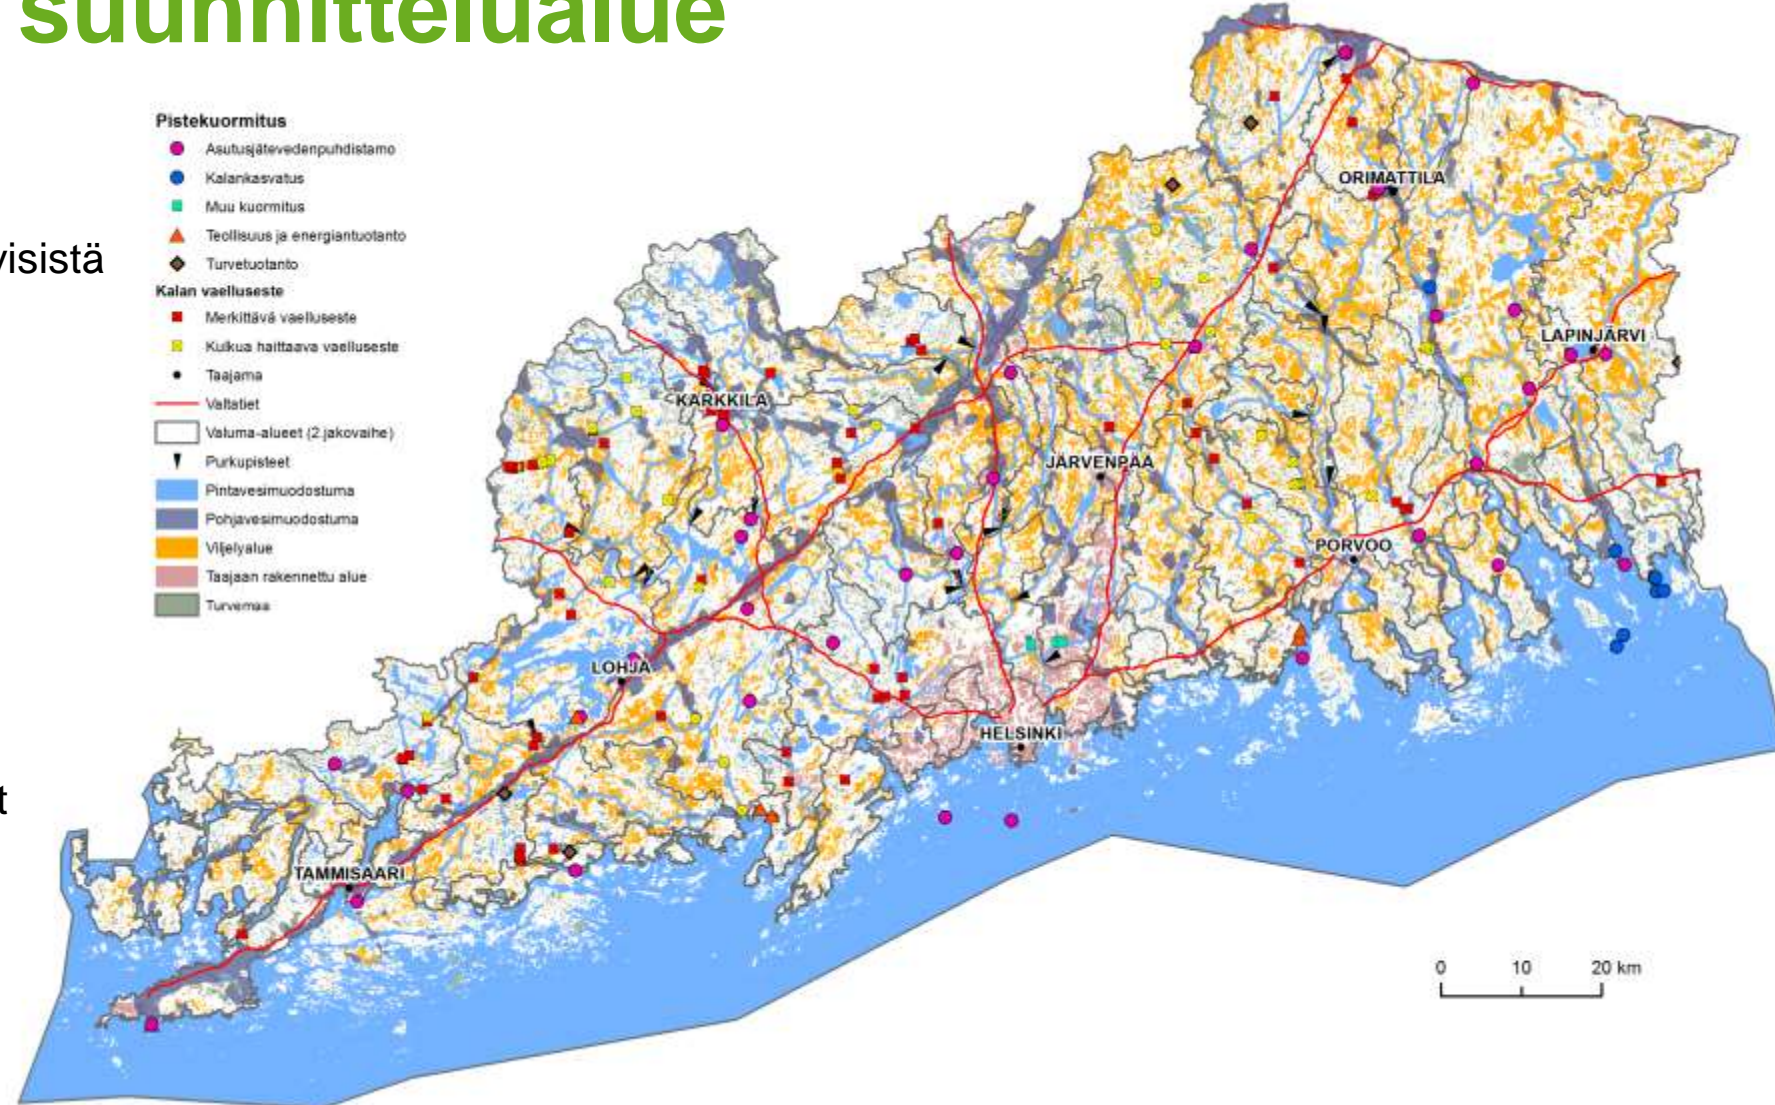 suunnittelualue
visistä
t
Pistekuormitus
Asutusjätevedenpuhdistamo
Kalankasvatus
Muu kuormitus
Teollisuus ja energiantuotanto
Turvetuotanto
Kalan vaelluseste
Merkittävä vaelluseste
Kulkua haittaava vaelluseste
Taajama
Valtatiet
Valuma-alueet (2.jakovaihe)
Purkupisteet
Pintavesimuodostuma
Pohjavesimuodostuma
Viljelyalue
Taajaan rakennettu alue
Turvemaa
ORIMATTILA
LAPINJÄRVI
KARKKILA
JÄRVENPÄÄ
PORVOO
LOHJA
HELSINKI
TAMMISAARI
0 10 20 km